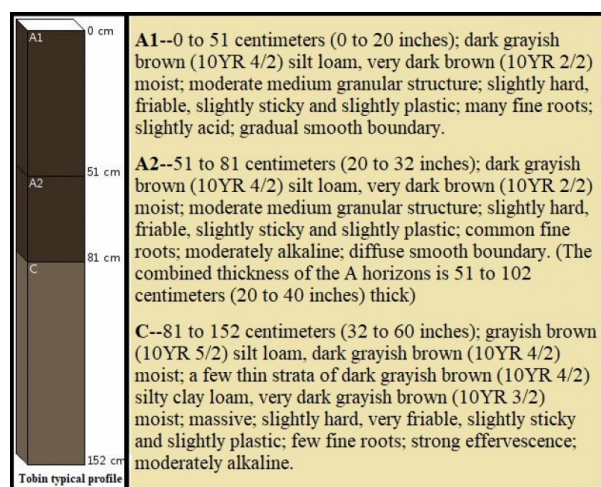 0 cm
A1
51 cm
A2
81 cm
C
152 cm
Tobin typical profile
A1--0 to 51 centimeters (0 to 20 inches); dark grayish
brown (10YR 4/2) silt loam, very dark brown (10YR 2/2)
moist; moderate medium granular structure; slightly hard,
friable, slightly sticky and slightly plastic; many fine roots;
slightly acid; gradual smooth boundary.
A2--51 to 81 centimeters (20 to 32 inches); dark grayish
brown (10YR 4/2) silt loam, very dark brown (10YR 2/2)
moist; moderate medium granular structure; slightly hard,
friable, slightly sticky and slightly plastic; common fine
roots; moderately alkaline; diffuse smooth boundary. (The
combined thickness of the A horizons is 51 to 102
centimeters (20 to 40 inches) thick)
C--81 to 152 centimeters (32 to 60 inches); grayish brown
(10YR 5/2) silt loam, dark grayish brown (10YR 4/2)
moist; a few thin strata of dark grayish brown (10YR 4/2)
silty clay loam, very dark grayish brown (10YR 3/2)
moist; massive; slightly hard, very friable, slightly sticky
and slightly plastic; few fine roots; strong effervescence;
moderately alkaline.